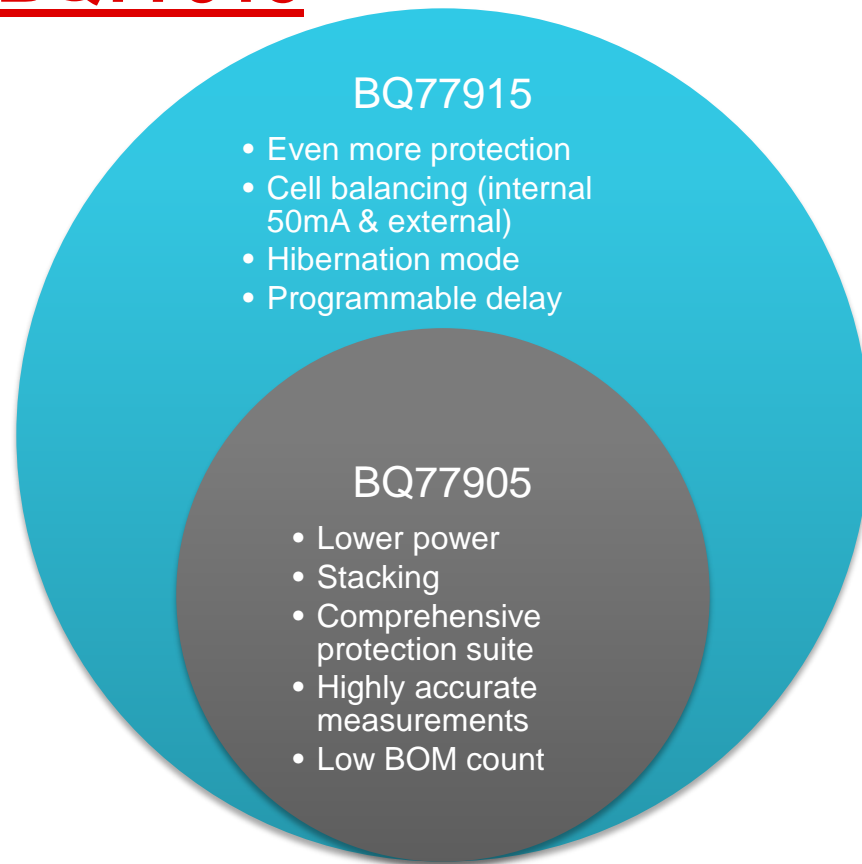 BQ77915
• Even more protection
• Cell balancing (internal
50mA & external)
• Hibernation mode
• Programmable delay
BQ77905
• Lower power
• Stacking
• Comprehensive
protection suite
• Highly accurate
measurements
• Low BOM count